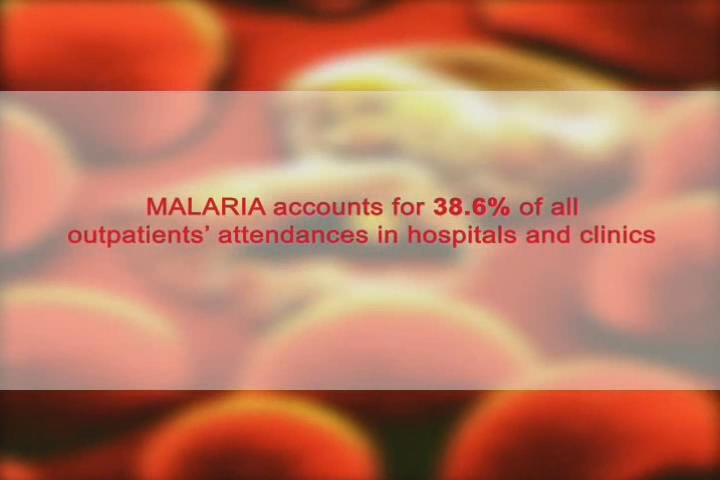 MALARIA accounts for 38.6% of all
outpatients’ attendances in hospitals and clinics